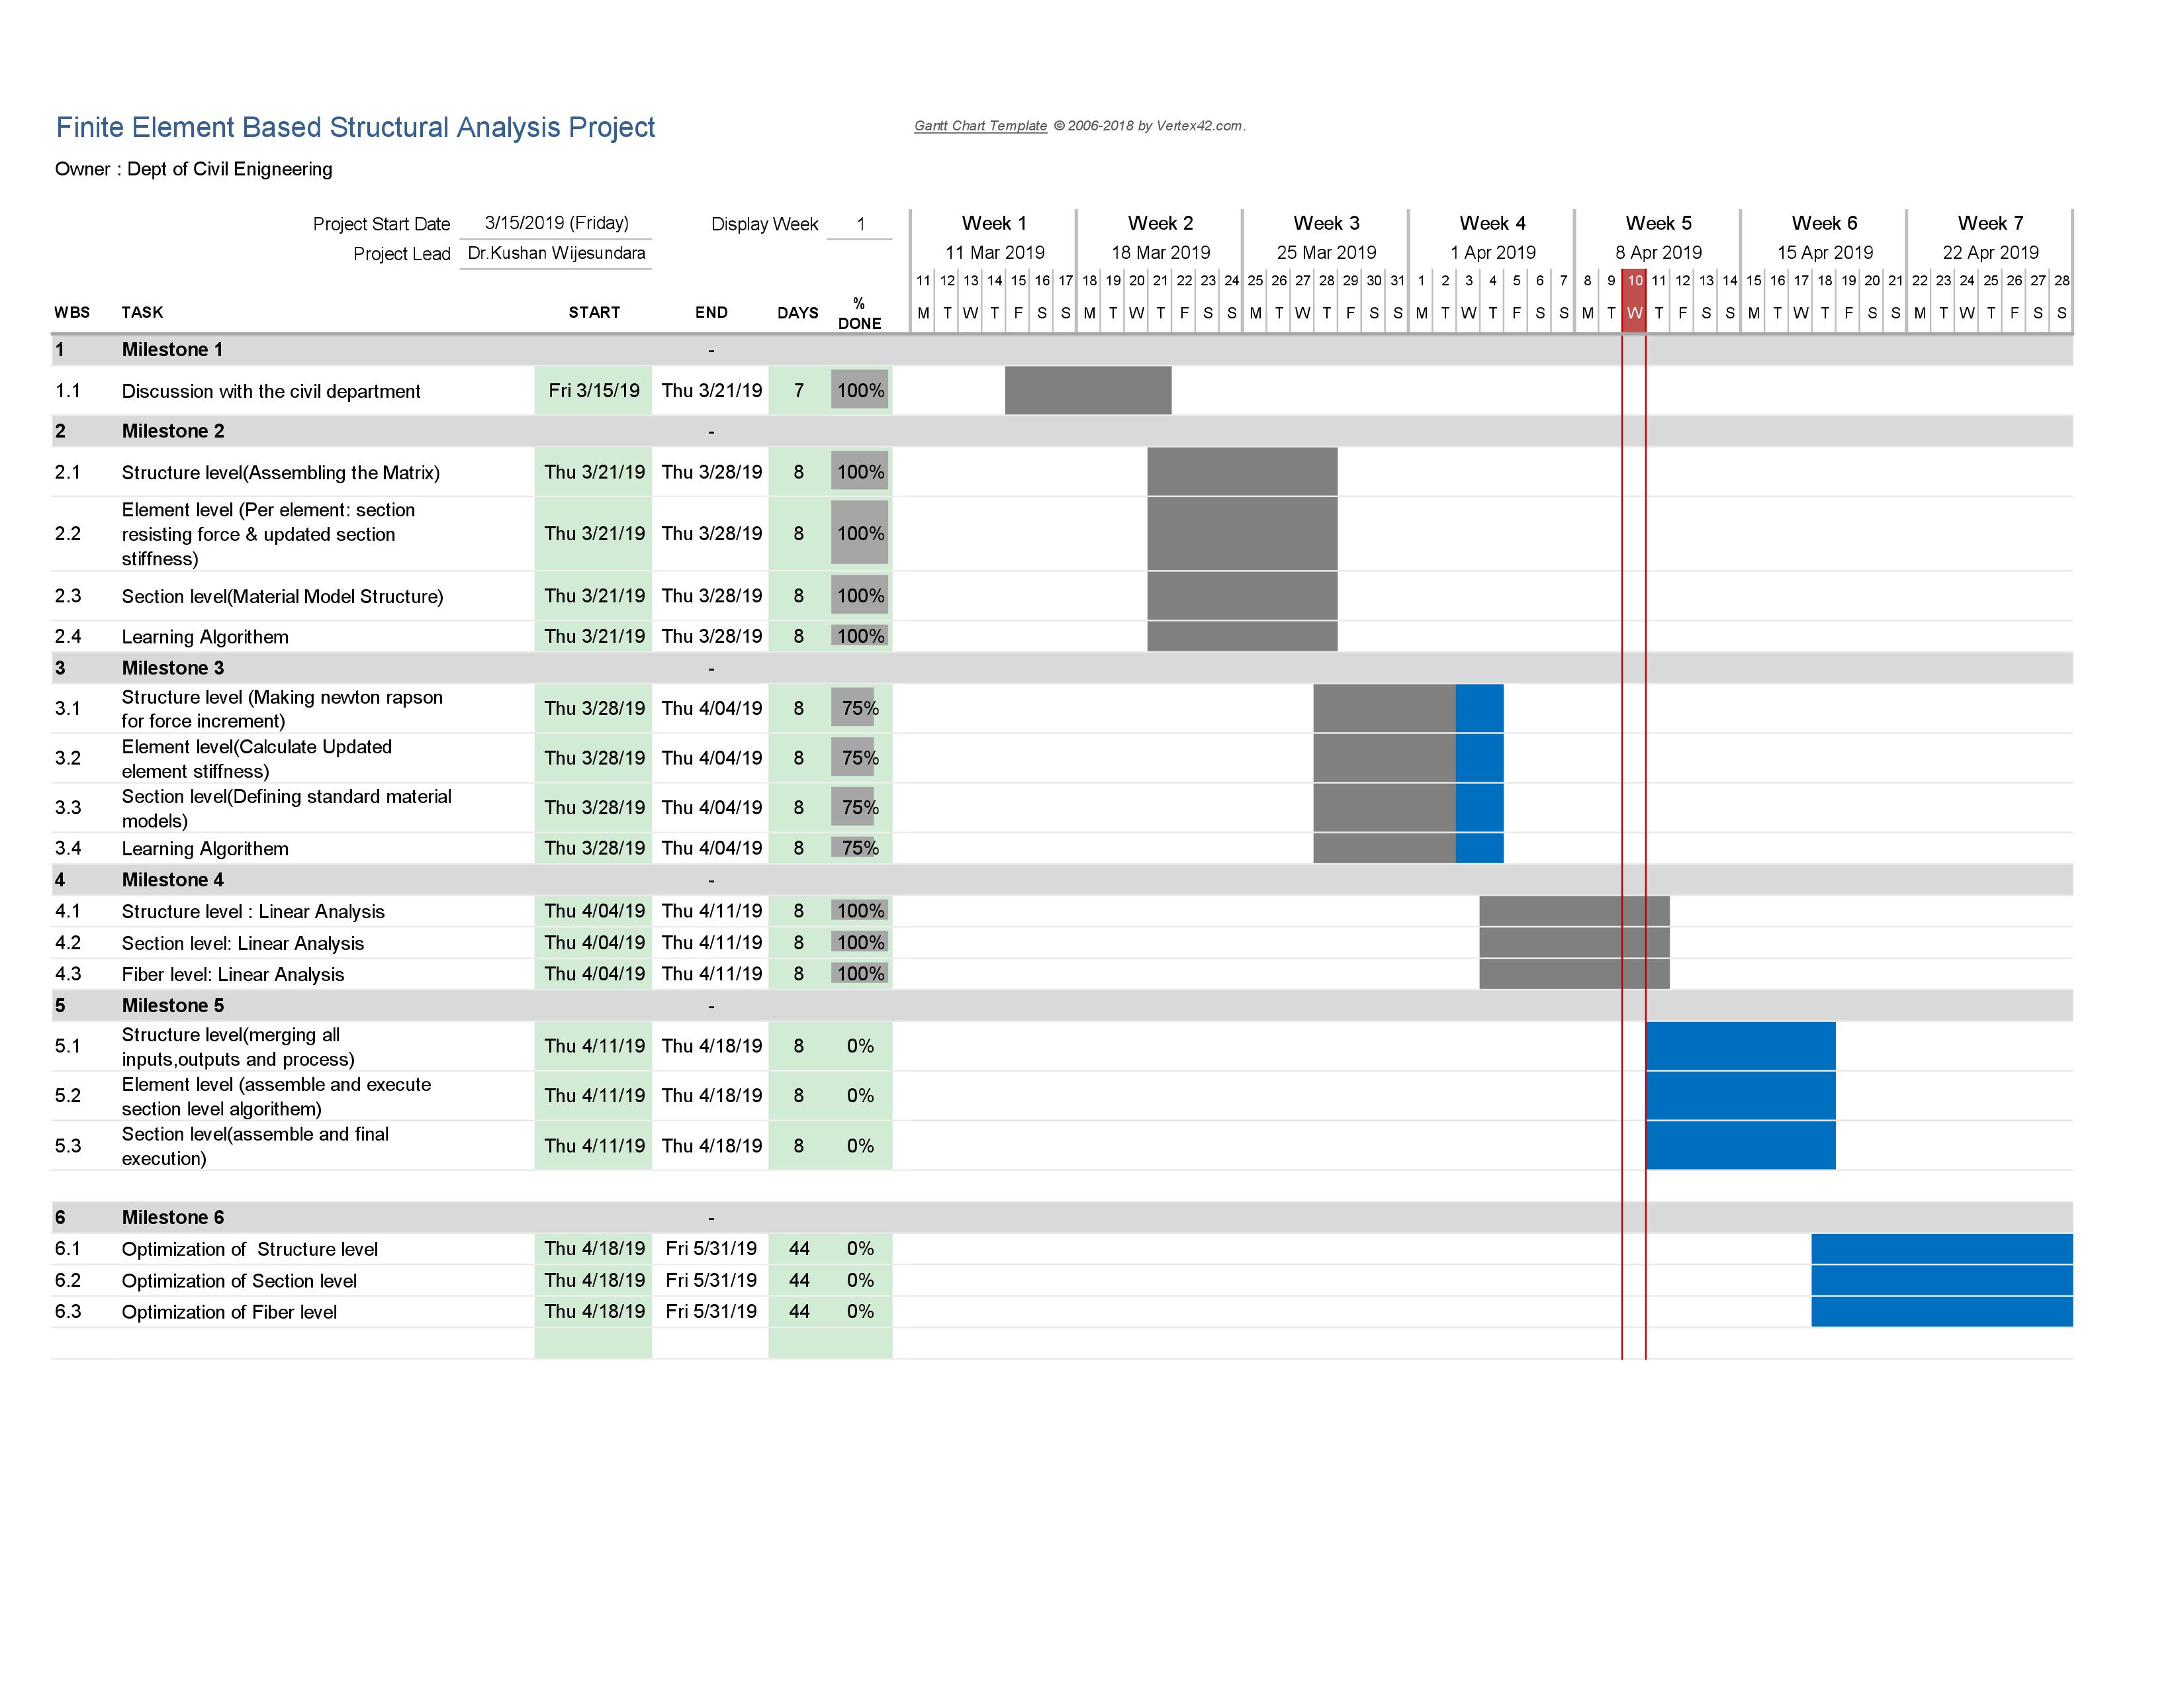 Finite Element Based Structural Analysis Project
Gantt Chart Template © 2006-2018 by Vertex42.com.
Owner : Dept of Civil Enigneering
Project Start Date 3/15/2019 (Friday) Display Week 1 Week 1 Week 2 Week 3 Week 4 Week 5 Week 6 Week 7
Project Lead Dr.Kushan Wijesundara 11 Mar 2019 18 Mar 2019 25 Mar 2019 1 Apr 2019 8 Apr 2019 15 Apr 2019 22 Apr 2019
11 12 13 14 15 16 17 18 19 20 21 22 23 24 25 26 27 28 29 30 31 1 2 3 4 5 6 7 8 9 10 11 12 13 14 15 16 17 18 19 20 21 22 23 24 25 26 27 28
WBS TASK START END DAYS % DONE M T W T F S S M T W T F S S M T W T F S S M T W T F S S M T W T F S S M T W T F S S M T W T F S S
1 Milestone 1 -
1.1 Discussion with the civil department Fri 3/15/19 Thu 3/21/19 7 100%
2 Milestone 2 -
2.1 Structure level(Assembling the Matrix) Thu 3/21/19 Thu 3/28/19 8 100%
Element level (Per element: section
2.2 resisting force & updated section Thu 3/21/19 Thu 3/28/19 8 100%
stiffness)
2.3 Section level(Material Model Structure) Thu 3/21/19 Thu 3/28/19 8 100%
2.4 Learning Algorithem Thu 3/21/19 Thu 3/28/19 8 100%
3 Milestone 3 -
3.1 Structure level (Making newton rapson Thu 3/28/19 Thu 4/04/19 8 75%
for force increment)
3.2 Element level(Calculate Updated Thu 3/28/19 Thu 4/04/19 8 75%
element stiffness)
3.3 Section level(Defining standard material Thu 3/28/19 Thu 4/04/19 8 75%
models)
3.4 Learning Algorithem Thu 3/28/19 Thu 4/04/19 8 75%
4 Milestone 4 -
4.1 Structure level : Linear Analysis Thu 4/04/19 Thu 4/11/19 8 100%
4.2 Section level: Linear Analysis Thu 4/04/19 Thu 4/11/19 8 100%
4.3 Fiber level: Linear Analysis Thu 4/04/19 Thu 4/11/19 8 100%
5 Milestone 5 -
5.1 Structure level(merging all Thu 4/11/19 Thu 4/18/19 8 0%
inputs,outputs and process)
5.2 Element level (assemble and execute Thu 4/11/19 Thu 4/18/19 8 0%
section level algorithem)
5.3 Section level(assemble and final Thu 4/11/19 Thu 4/18/19 8 0%
execution)
6 Milestone 6 -
6.1 Optimization of Structure level Thu 4/18/19 Fri 5/31/19 44 0%
6.2 Optimization of Section level Thu 4/18/19 Fri 5/31/19 44 0%
6.3 Optimization of Fiber level Thu 4/18/19 Fri 5/31/19 44 0%